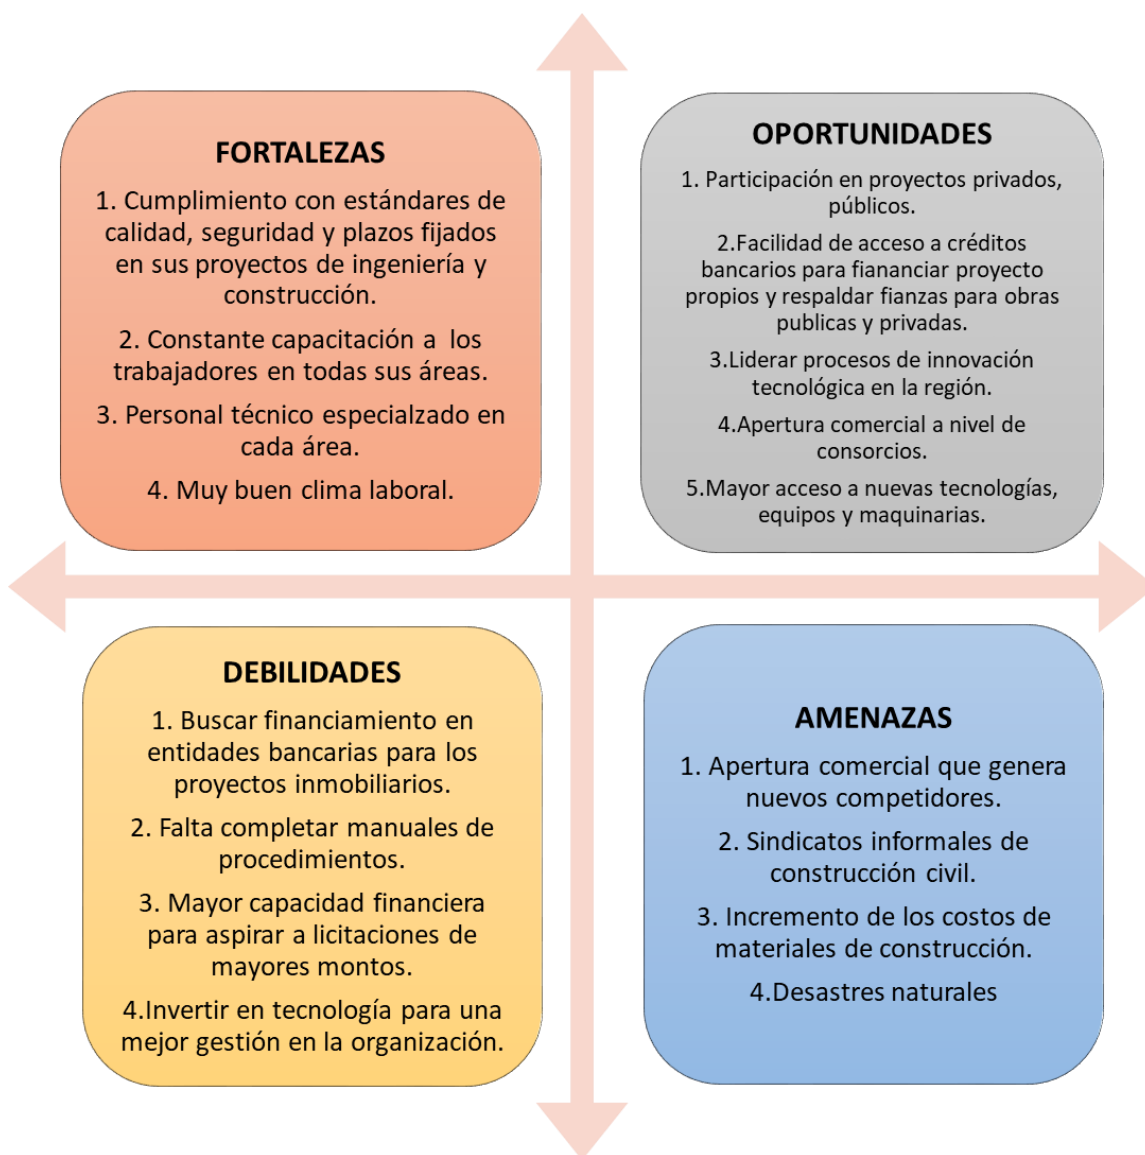 FORTALEZAS
1. Cumplimiento con estándares de
calidad, seguridad y plazos fijados
en sus proyectos de ingeniería y
construcción.
2. Constante capacitación a los
trabajadores en todas sus áreas.
3. Personal técnico especialzado en
cada área.
4. Muy buen clima laboral.
OPORTUNIDADES
1. Participación en proyectos privados,
públicos.
2.Facilidad de acceso a créditos
bancarios para fiananciar proyecto
propios y respaldar fianzas para obras
publicas y privadas.
3.Liderar procesos de innovación
tecnológica en la región.
4.Apertura comercial a nivel de
consorcios.
5.Mayor acceso a nuevas tecnologías,
equipos y maquinarias.
DEBILIDADES
1. Buscar financiamiento en
entidades bancarias para los
proyectos inmobiliarios.
2. Falta completar manuales de
procedimientos.
3. Mayor capacidad financiera
para aspirar a licitaciones de
mayores montos.
4.Invertir en tecnología para una
mejor gestión en la organización.
AMENAZAS
1. Apertura comercial que genera
nuevos competidores.
2. Sindicatos informales de
construcción civil.
3. Incremento de los costos de
materiales de construcción.
4.Desastres naturales